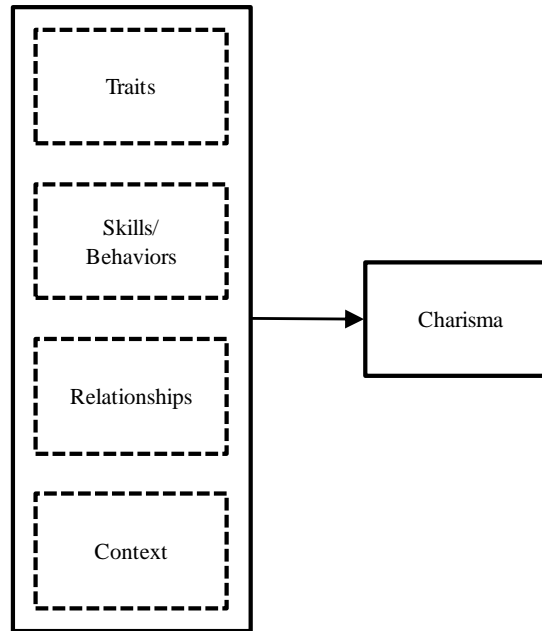 Traits
Skills/
Behaviors
Relationships
Context
Charisma